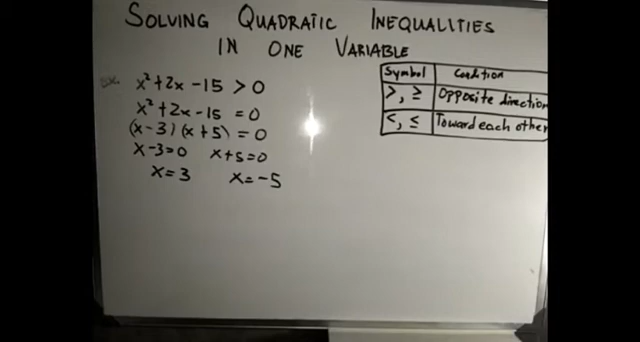 SOLVING QUADRATIC INEQUALITIES
IN ONE VARIABLE
x²+2x-15 > 0
x²+2x-15 = 0
(x-3)(x+5) = 0
x-3=0 x+5=0
x=3 x=-5
Symbol Condition
>, ≥ Opposite direction
<, ≤ Toward each other